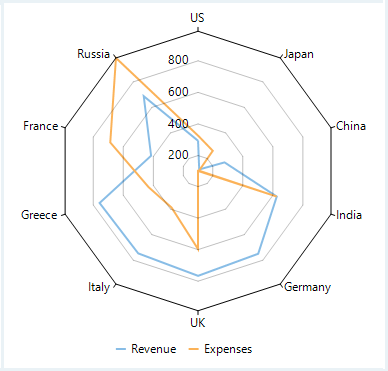 US
Russia
Japan
800
600
400
200
France
China
Greece
India
Italy
Germany
UK
Revenue Expenses